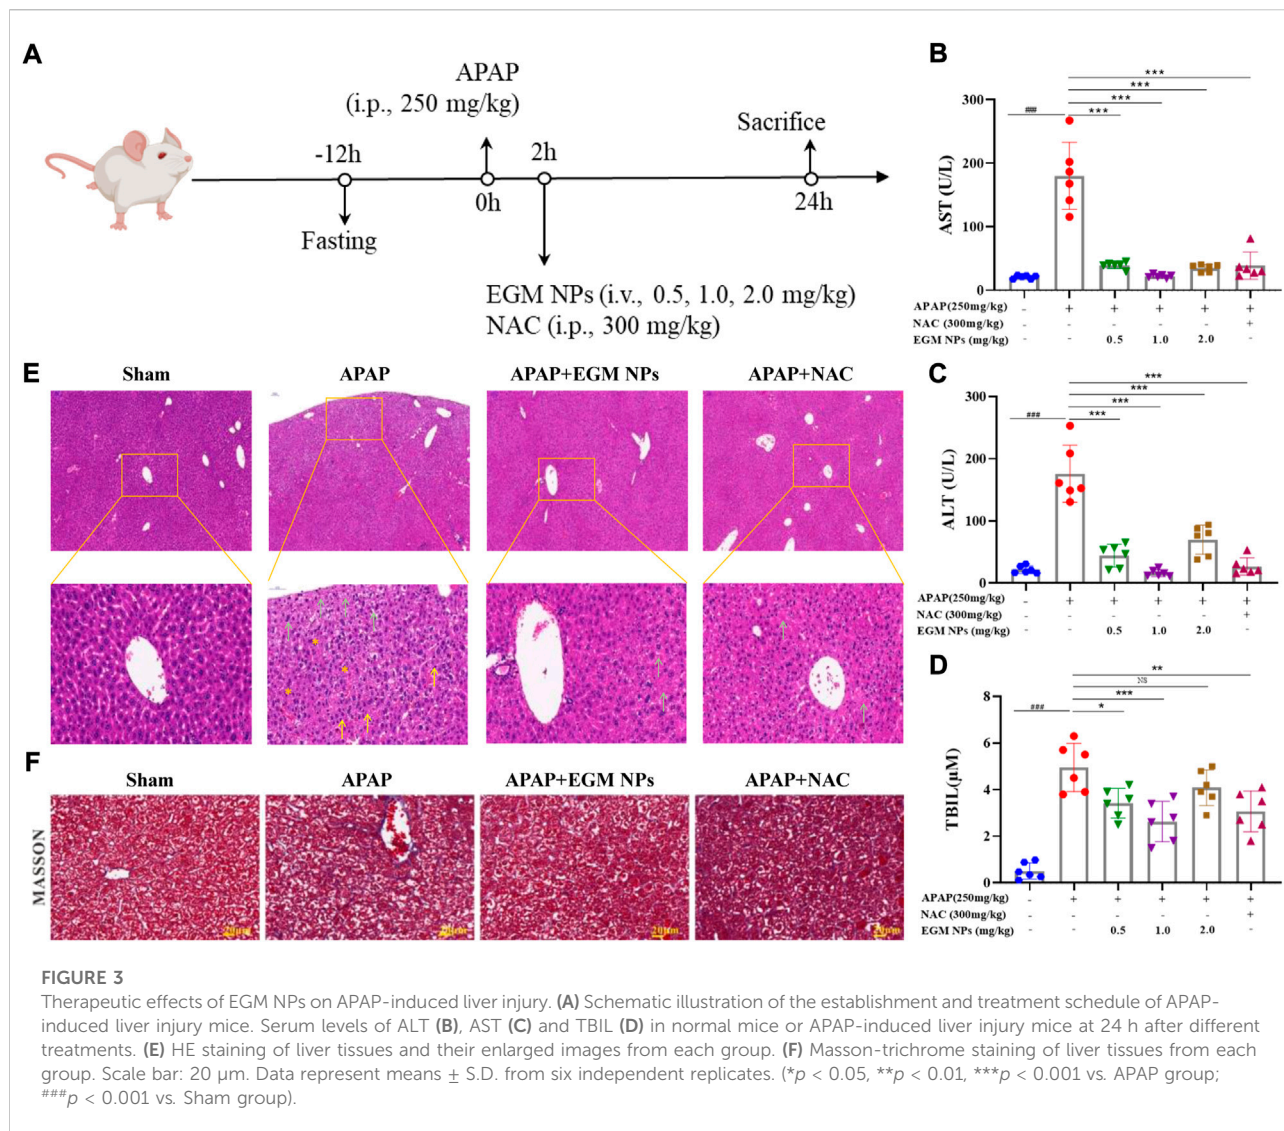 A
APAP
(i.p., 250 mg/kg)
Sacrifice
-12h
2h
0h
24h
Fasting
EGM NPs (i.v., 0.5, 1.0, 2.0 mg/kg)
NAC (i.p., 300 mg/kg)
B
***
***
***
***
###
300
200
100
0
AST (U/L)
APAP(250mg/kg) - + + + + +
NAC (300mg/kg) - - - - - +
EGM NPs (mg/kg) - - 0.5 1.0 2.0 -
C
***
***
***
***
###
300
200
100
0
ALT (U/L)
APAP(250mg/kg) - + + + + +
NAC (300mg/kg) - - - - - +
EGM NPs (mg/kg) - - 0.5 1.0 2.0 -
D
**
NS
***
*
###
8
6
4
2
0
TBIL(μM)
APAP(250mg/kg) - + + + + +
NAC (300mg/kg) - - - - - +
EGM NPs (mg/kg) - - 0.5 1.0 2.0 -
E
Sham APAP APAP+EGM NPs APAP+NAC
F
Sham APAP APAP+EGM NPs APAP+NAC
MASSON
20μm 20μm 20μm 20μm
FIGURE 3
Therapeutic effects of EGM NPs on APAP-induced liver injury. (A) Schematic illustration of the establishment and treatment schedule of APAP-
induced liver injury mice. Serum levels of ALT (B), AST (C) and TBIL (D) in normal mice or APAP-induced liver injury mice at 24 h after different
treatments. (E) HE staining of liver tissues and their enlarged images from each group. (F) Masson-trichrome staining of liver tissues from each
group. Scale bar: 20 μm. Data represent means ± S.D. from six independent replicates. (*p < 0.05, **p < 0.01, ***p < 0.001 vs. APAP group;
###p < 0.001 vs. Sham group).